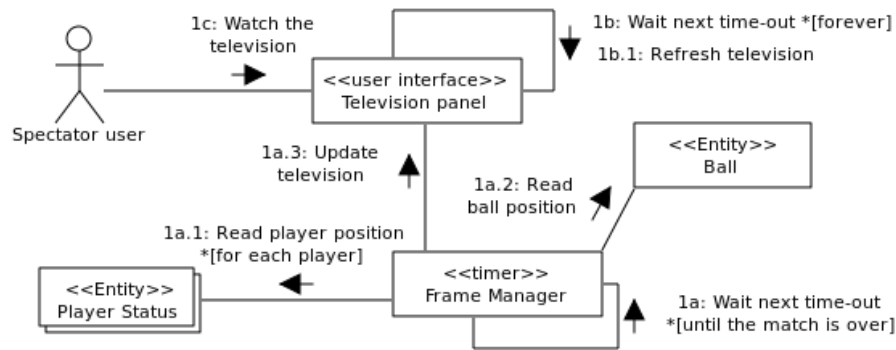 1c: Watch the
television
1b: Wait next time-out *[forever]
1b.1: Refresh television
<<user interface>>
Television panel
Spectator user
<<Entity>>
Ball
1a.3: Update
television
1a.2: Read
ball position
1a.1: Read player position
*[for each player]
<<timer>>
Frame Manager
<<Entity>>
Player Status
1a: Wait next time-out
*[until the match is over]